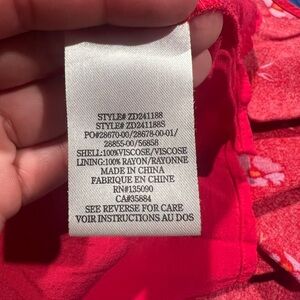 STYLE# ZD241188
STYLE# ZD241188S
PO#28670-00/28678-00-01/
28855-00/56858
SHELL:100%VISCOSE/VISCOSE
LINING:100% RAYON/RAYONNE
MADE IN CHINA
FABRIQUE EN CHINE
RN#135090
CA#35884
SEE REVERSE FOR CARE
VOIR INSTRUCTIONS AU DOS